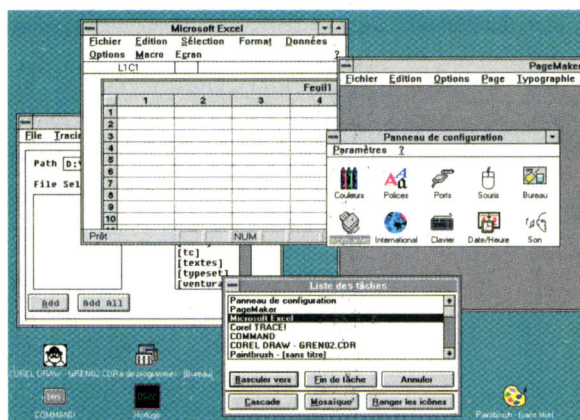 Microsoft Excel
Fichier Edition Sélection Format Données
Options Macro Ecran ?
L1C1
Feuil1
1 2 3 4
1
2
3
4
5
6
7
8
9
10
11
Prêt NUM
PageMaker
Fichier Edition Options Page Typographie
File
Path D:\
File Sel
[tc]
[textes]
[typeset]
[ventura
Add Add All
Panneau de configuration
Paramètres ?
Couleurs Polices Ports Souris Bureau
International Clavier Date/Heure Son
Liste des tâches
Panneau de configuration
PageMaker
Microsoft Excel
Corel TRACE!
COMMAND
COREL DRAW - GREN02.CDR
Paintbrush - (sans titre)
Basculer vers Fin de tâche Annuler
Cascade Mosaïque Ranger les icônes
COREL DRAW - GREN02.CDR
e de programmes - (Bureau)
DOS
COMMAND
Horloge
Paintbrush - (sans titre)